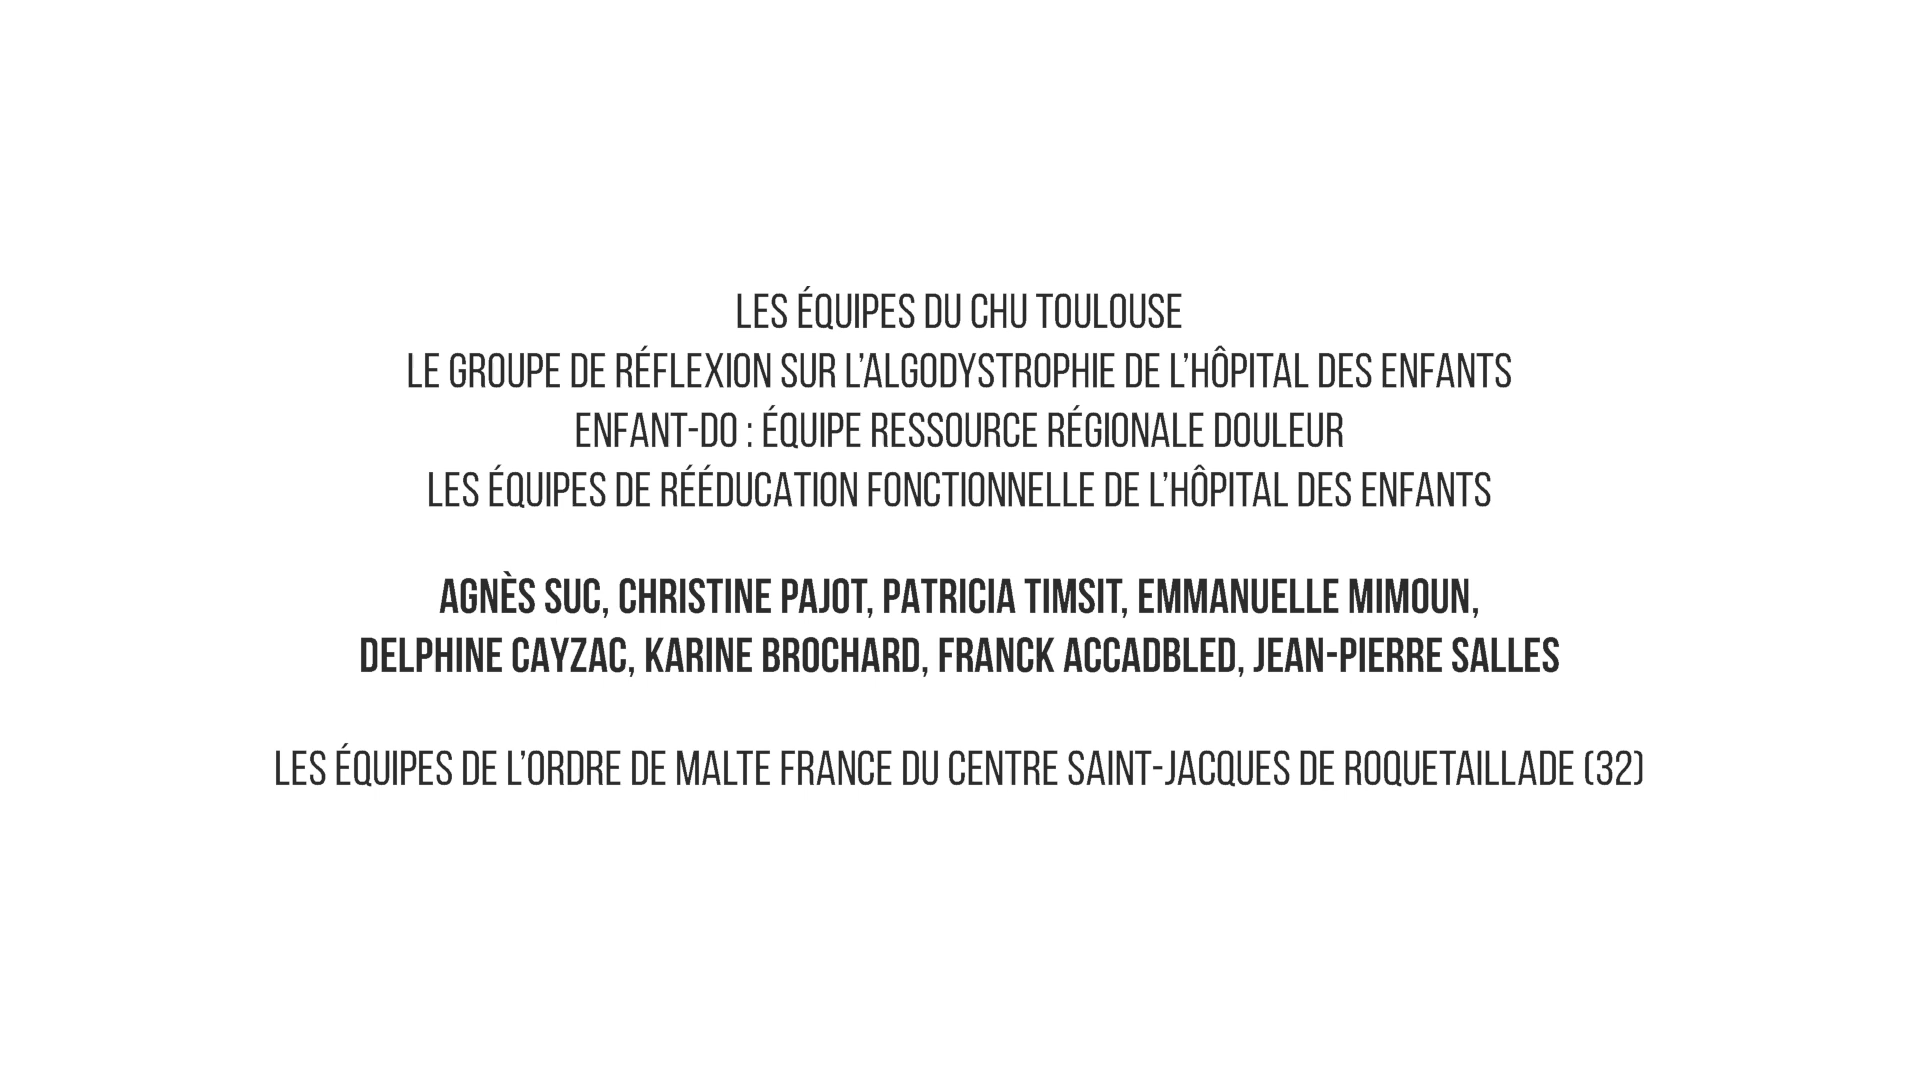 LES ÉQUIPES DU CHU TOULOUSE
LE GROUPE DE RÉFLEXION SUR L’ALGODYSTROPHIE DE L’HÔPITAL DES ENFANTS
ENFANT-DO : ÉQUIPE RESSOURCE RÉGIONALE DOULEUR
LES ÉQUIPES DE RÉÉDUCATION FONCTIONNELLE DE L’HÔPITAL DES ENFANTS
AGNÈS SUC, CHRISTINE PAJOT, PATRICIA TIMSIT, EMMANUELLE MIMOUN,
DELPHINE CAYZAC, KARINE BROCHARD, FRANCK ACCADBLED, JEAN-PIERRE SALLES
LES ÉQUIPES DE L’ORDRE DE MALTE FRANCE DU CENTRE SAINT-JACQUES DE ROQUETAILLADE (32)